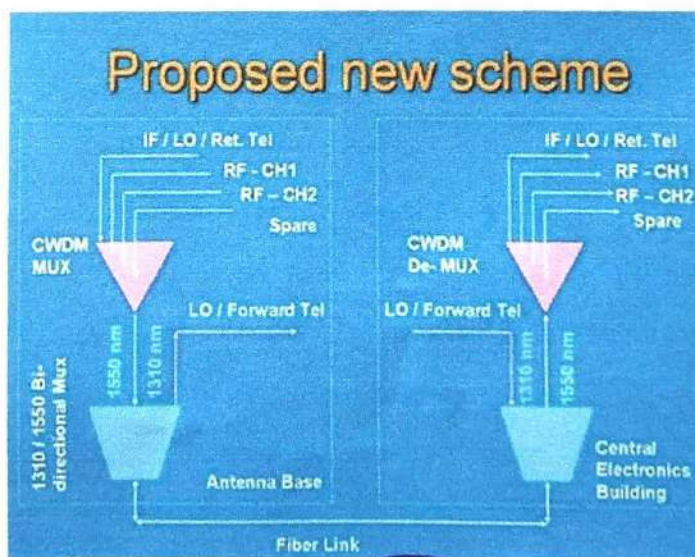 Proposed new scheme
IF / LO / Ret. Tel
RF - CH1
RF – CH2
Spare
CWDM
MUX
LO / Forward Tel
1550 nm
1310 nm
1310 / 1550 Bi-
directional Mux
Antenna Base
IF / LO / Ret. Tel
RF - CH1
RF – CH2
Spare
CWDM
De- MUX
LO / Forward Tel
1310 nm
1550 nm
Central
Electronics
Building
Fiber Link